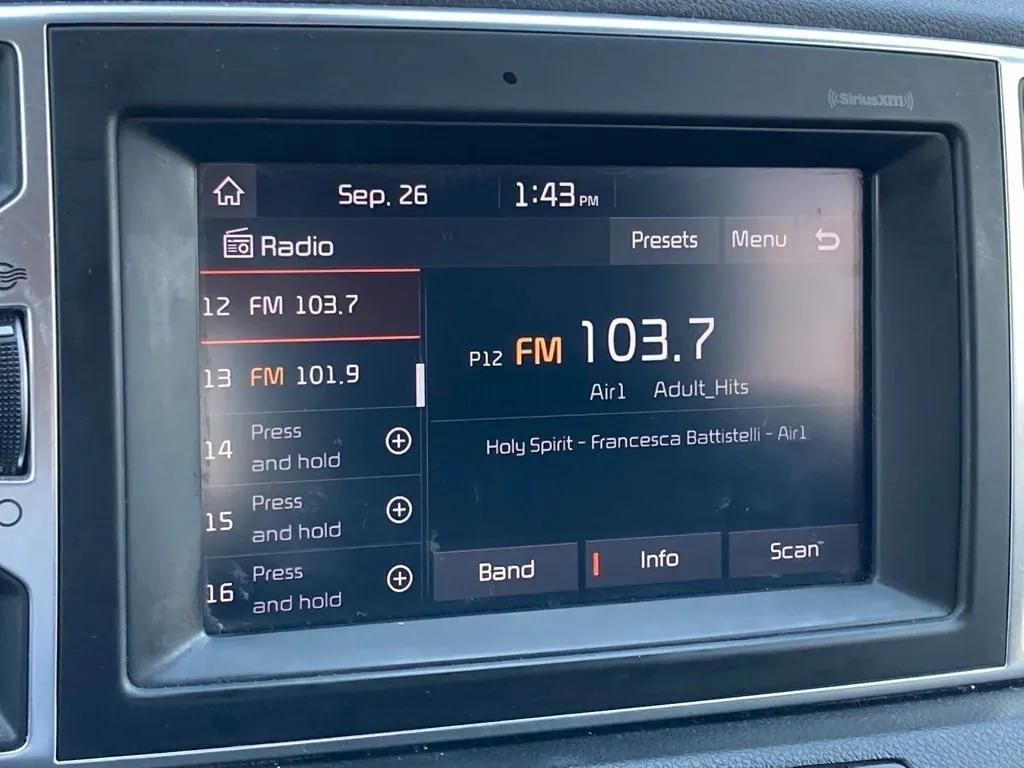 SiriusXM
Sep. 26 1:43 PM
Radio Presets Menu
12 FM 103.7
13 FM 101.9
14 Press and hold
15 Press and hold
16 Press and hold
P12 FM 103.7
Air1 Adult_Hits
Holy Spirit - Francesca Battistelli - Air1
Band Info Scan